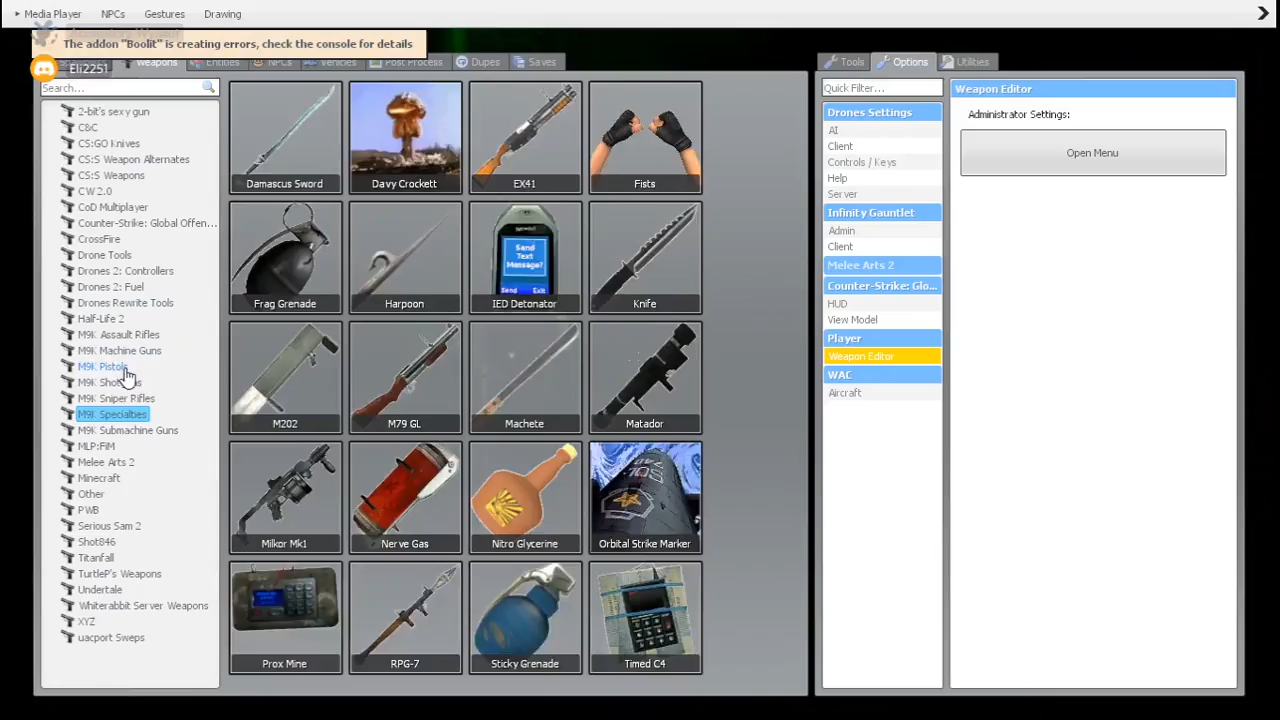 Media Player NPCs Gestures Drawing
The addon "Boolit" is creating errors, check the console for details
Eli2251
Weapons Entities NPCs Vehicles Post Process Dupes Saves
Search...
2-bit's sexy gun
C&C
CS:GO Knives
CS:S Weapon Alternates
CS:S Weapons
CW 2.0
CoD Multiplayer
Counter-Strike: Global Offen...
CrossFire
Drone Tools
Drones 2: Controllers
Drones 2: Fuel
Drones Rewrite Tools
Half-Life 2
M9K Assault Rifles
M9K Machine Guns
M9K Pistols
M9K Sniper Rifles
M9K Specialties
M9K Submachine Guns
MLP:FiM
Melee Arts 2
Minecraft
Other
PWB
Serious Sam 2
Shot846
Titanfall
TurtleP's Weapons
Undertale
Whiterabbit Server Weapons
XYZ
uacport Sweps
Damascus Sword
Davy Crockett
EX41
Fists
Frag Grenade
Harpoon
Send
Text
Message?
Send Exit
IED Detonator
Knife
M202
M79 GL
Machete
Matador
Milkor Mk1
Nerve Gas
Nitro Glycerine
Orbital Strike Marker
Prox Mine
RPG-7
Sticky Grenade
Timed C4
Tools Options Utilities
Quick Filter...
Drones Settings
AI
Client
Controls / Keys
Help
Server
Infinity Gauntlet
Admin
Client
Melee Arts 2
Counter-Strike: Glo...
HUD
View Model
Player
Weapon Editor
WAC
Aircraft
Weapon Editor
Administrator Settings:
Open Menu